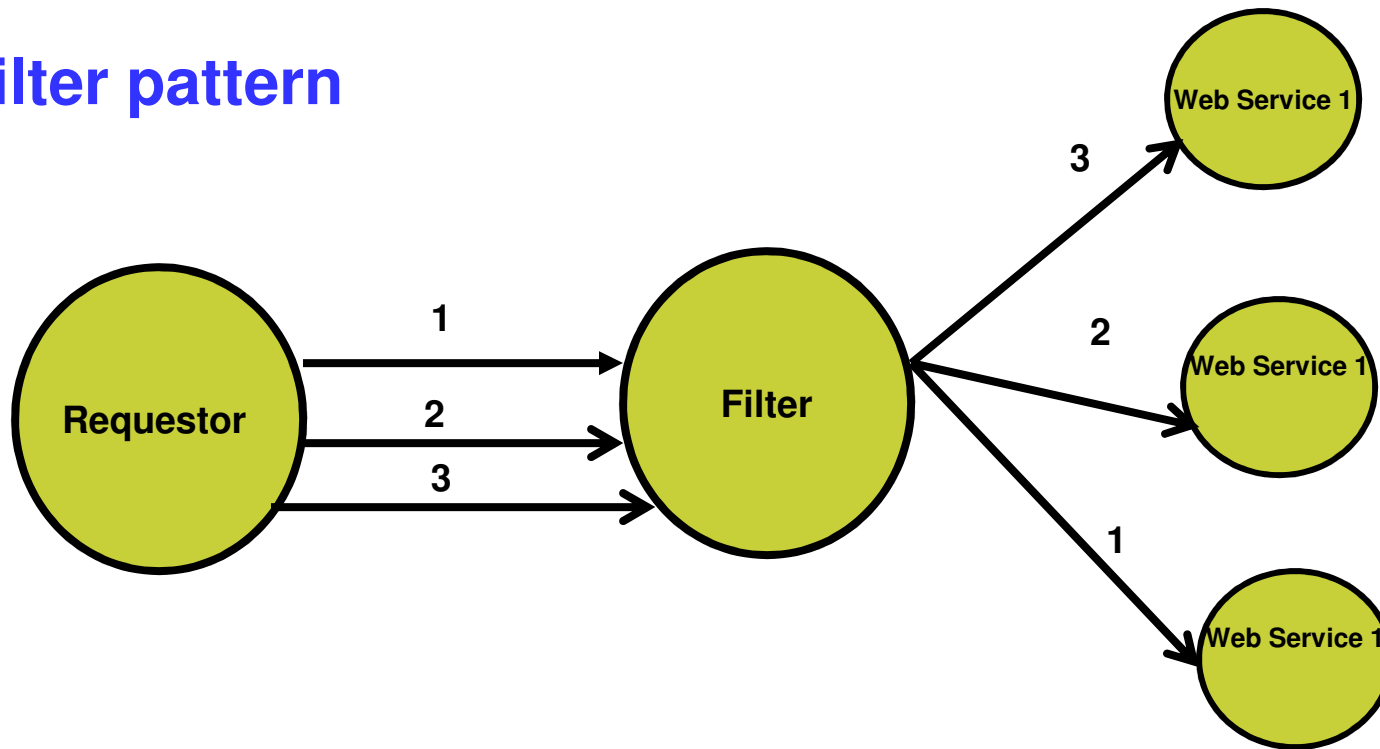 ilter pattern
Web Service 1
3
1
2
Web Service 1
Requestor
2
Filter
3
1
Web Service 1